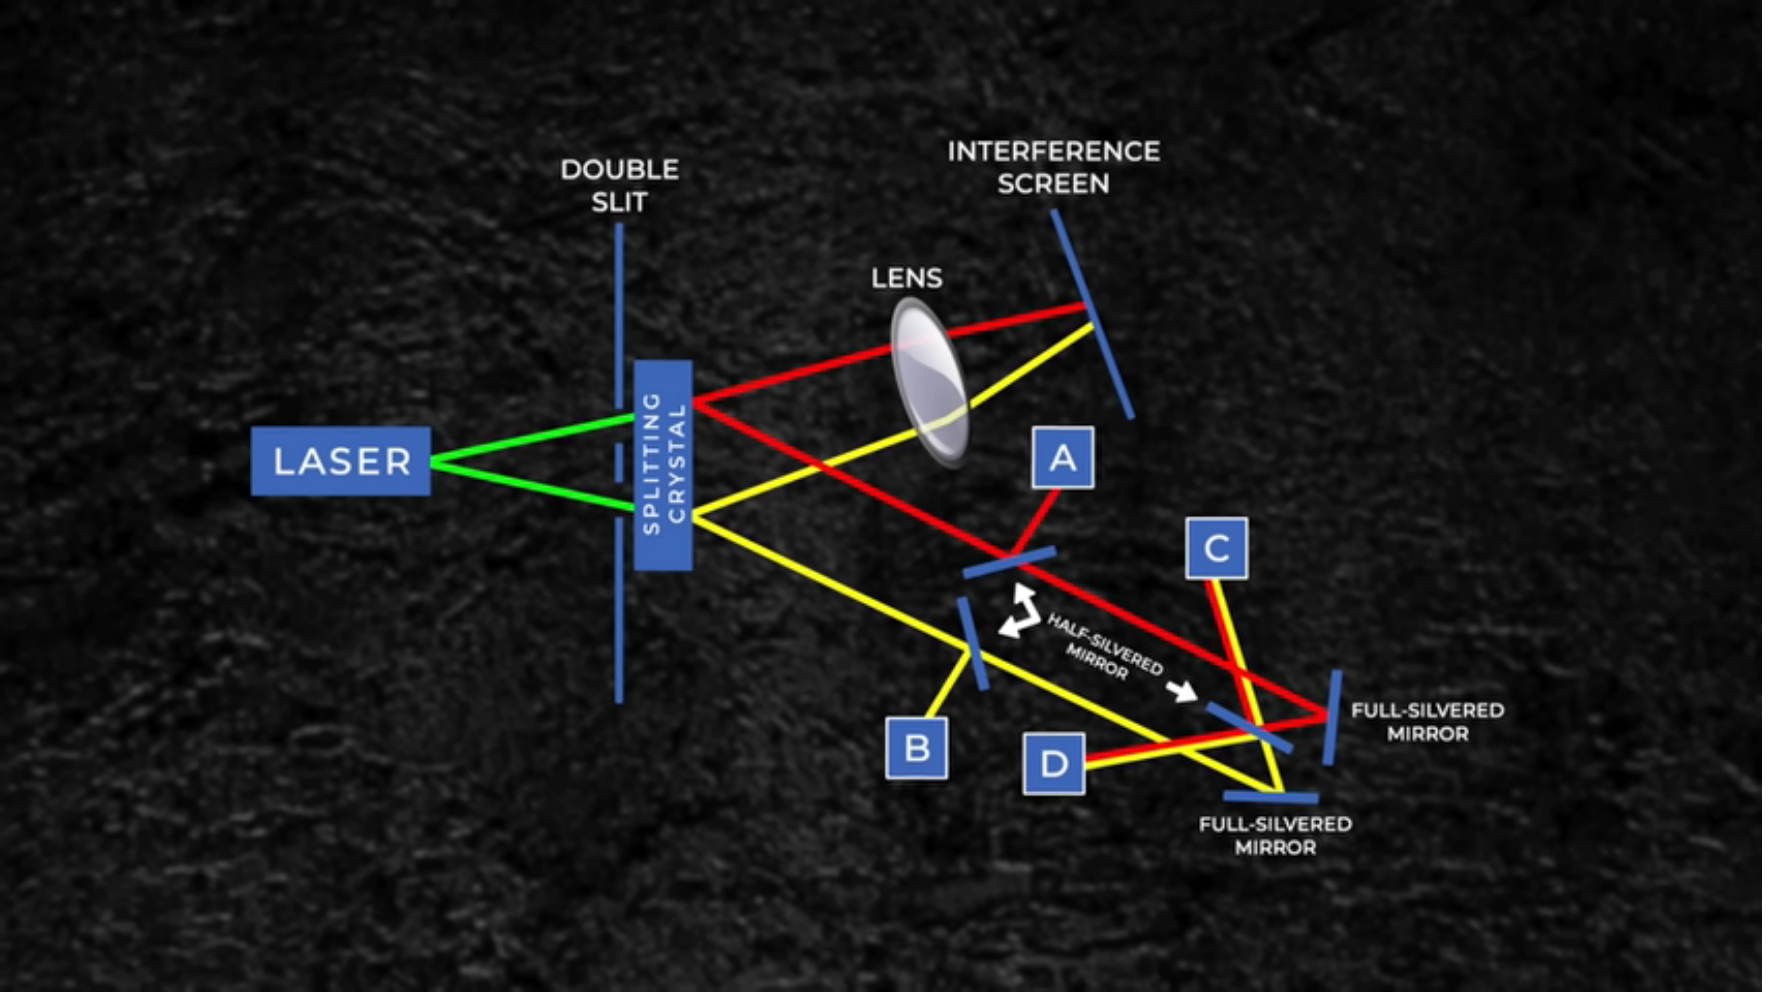 INTERFERENCE
SCREEN
DOUBLE
SLIT
LENS
LASER
SPLITTING
CRYSTAL
A
C
HALF-SILVERED
MIRROR
B
D
FULL-SILVERED
MIRROR
FULL-SILVERED
MIRROR